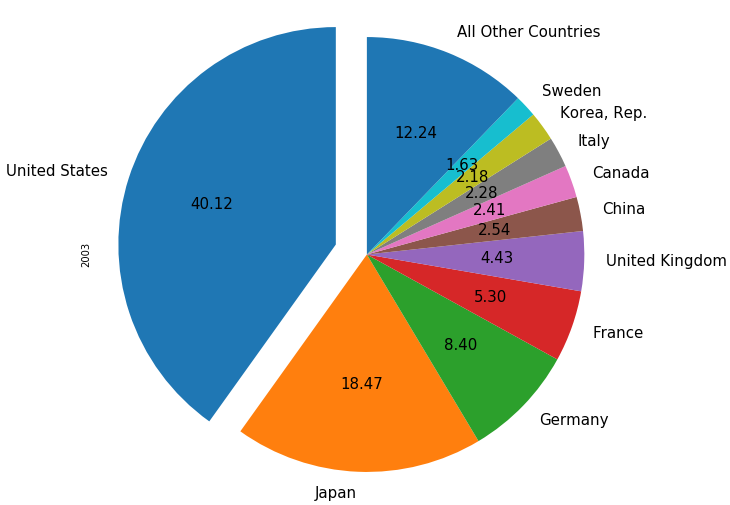 All Other Countries
12.24
Sweden
1.63
Korea, Rep.
2.18
Italy
2.28
Canada
2.41
China
2.54
United Kingdom
4.43
France
5.30
Germany
8.40
Japan
18.47
United States
40.12
2003